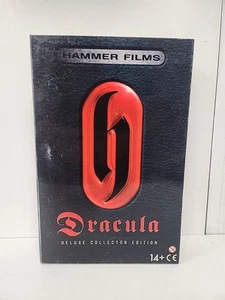 HAMMER FILMS
Dracula
DELUXE COLLECTOR EDITION
14+ CE